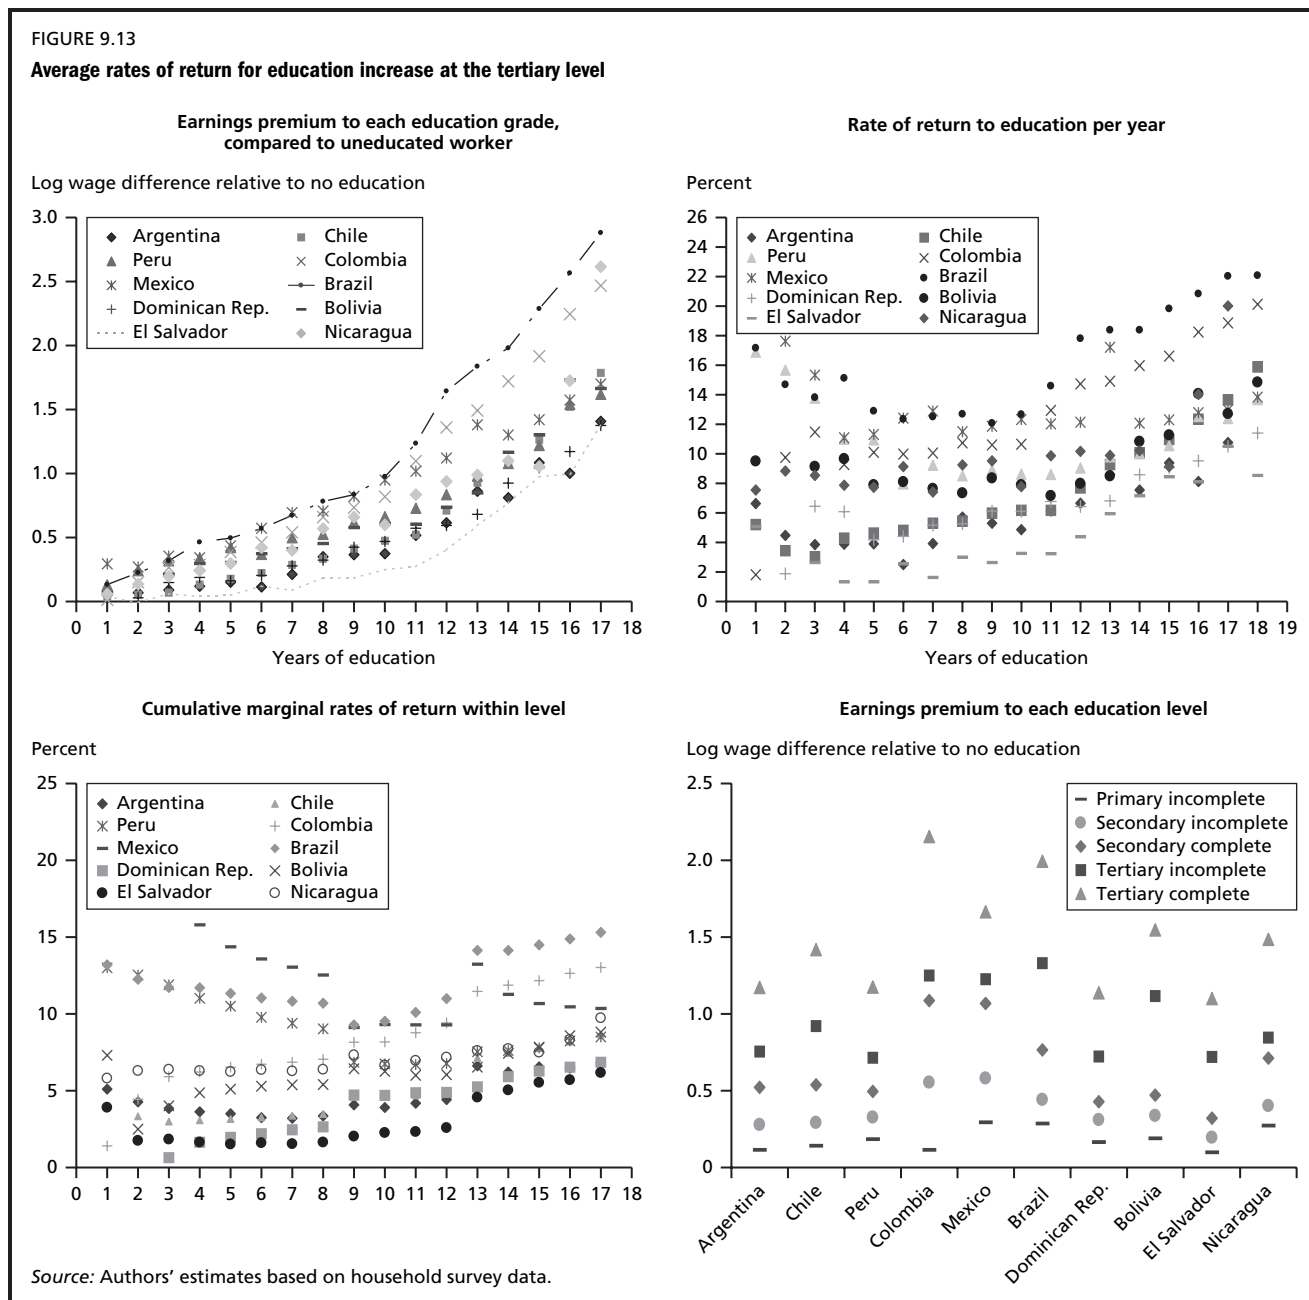 FIGURE 9.13
Average rates of return for education increase at the tertiary level
Earnings premium to each education grade,
compared to uneducated worker
Log wage difference relative to no education
3.0
2.5
2.0
1.5
1.0
0.5
0
Argentina
Chile
Peru
Colombia
Mexico
Brazil
Dominican Rep.
Bolivia
El Salvador
Nicaragua
0 1 2 3 4 5 6 7 8 9 10 11 12 13 14 15 16 17 18
Years of education
Rate of return to education per year
Percent
26
24
22
20
18
16
14
12
10
8
6
4
2
0
Argentina
Chile
Peru
Colombia
Mexico
Brazil
Dominican Rep.
Bolivia
El Salvador
Nicaragua
0 1 2 3 4 5 6 7 8 9 10 11 12 13 14 15 16 17 18 19
Years of education
Cumulative marginal rates of return within level
Percent
25
20
15
10
5
0
Argentina
Chile
Peru
Colombia
Mexico
Brazil
Dominican Rep.
Bolivia
El Salvador
Nicaragua
0 1 2 3 4 5 6 7 8 9 10 11 12 13 14 15 16 17 18
Earnings premium to each education level
Log wage difference relative to no education
2.5
2.0
1.5
1.0
0.5
0
Primary incomplete
Secondary incomplete
Secondary complete
Tertiary incomplete
Tertiary complete
Argentina
Chile
Peru
Colombia
Mexico
Brazil
Dominican Rep.
Bolivia
El Salvador
Nicaragua
Source: Authors' estimates based on household survey data.